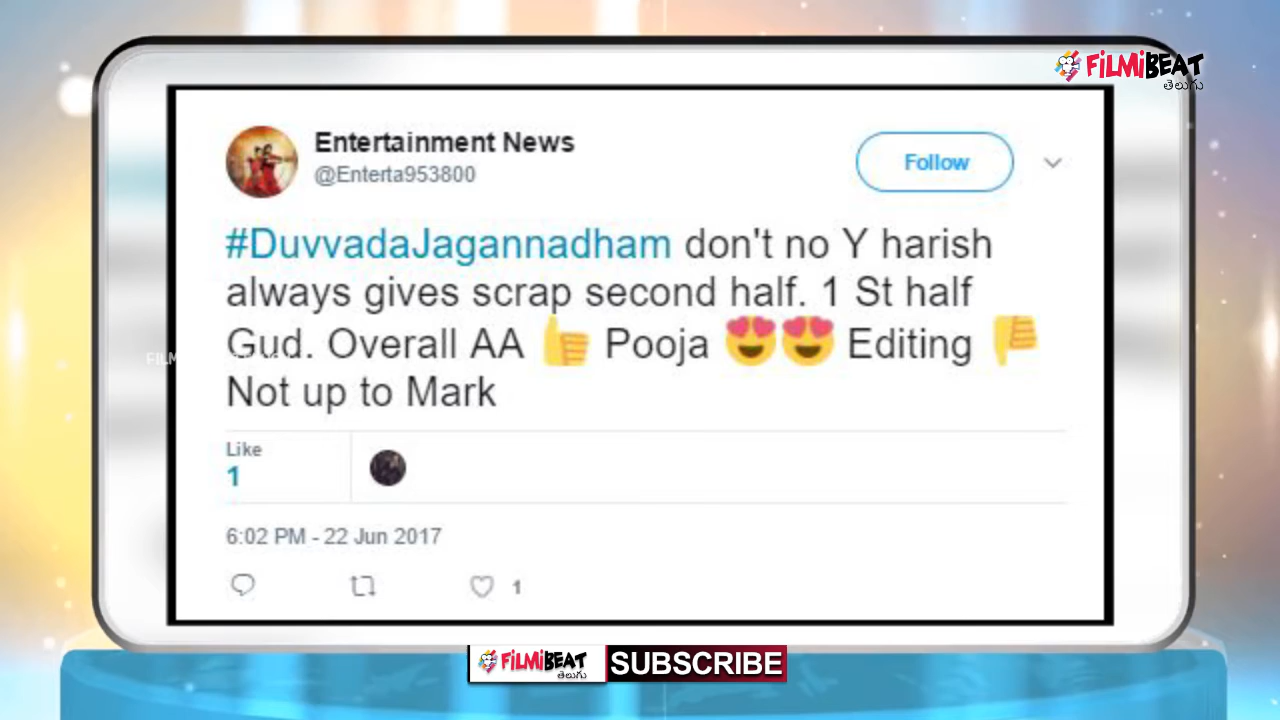 FiLMiBEAT
తెలుగు
Entertainment News
@Enterta953800
Follow
#DuvvadaJagannadham don't no Y harish
always gives scrap second half. 1 St half
Gud. Overall AA 👍 Pooja 😍😍 Editing 👎
Not up to Mark
Like
1
6:02 PM - 22 Jun 2017
1
FiLMiBEAT
తెలుగు
SUBSCRIBE